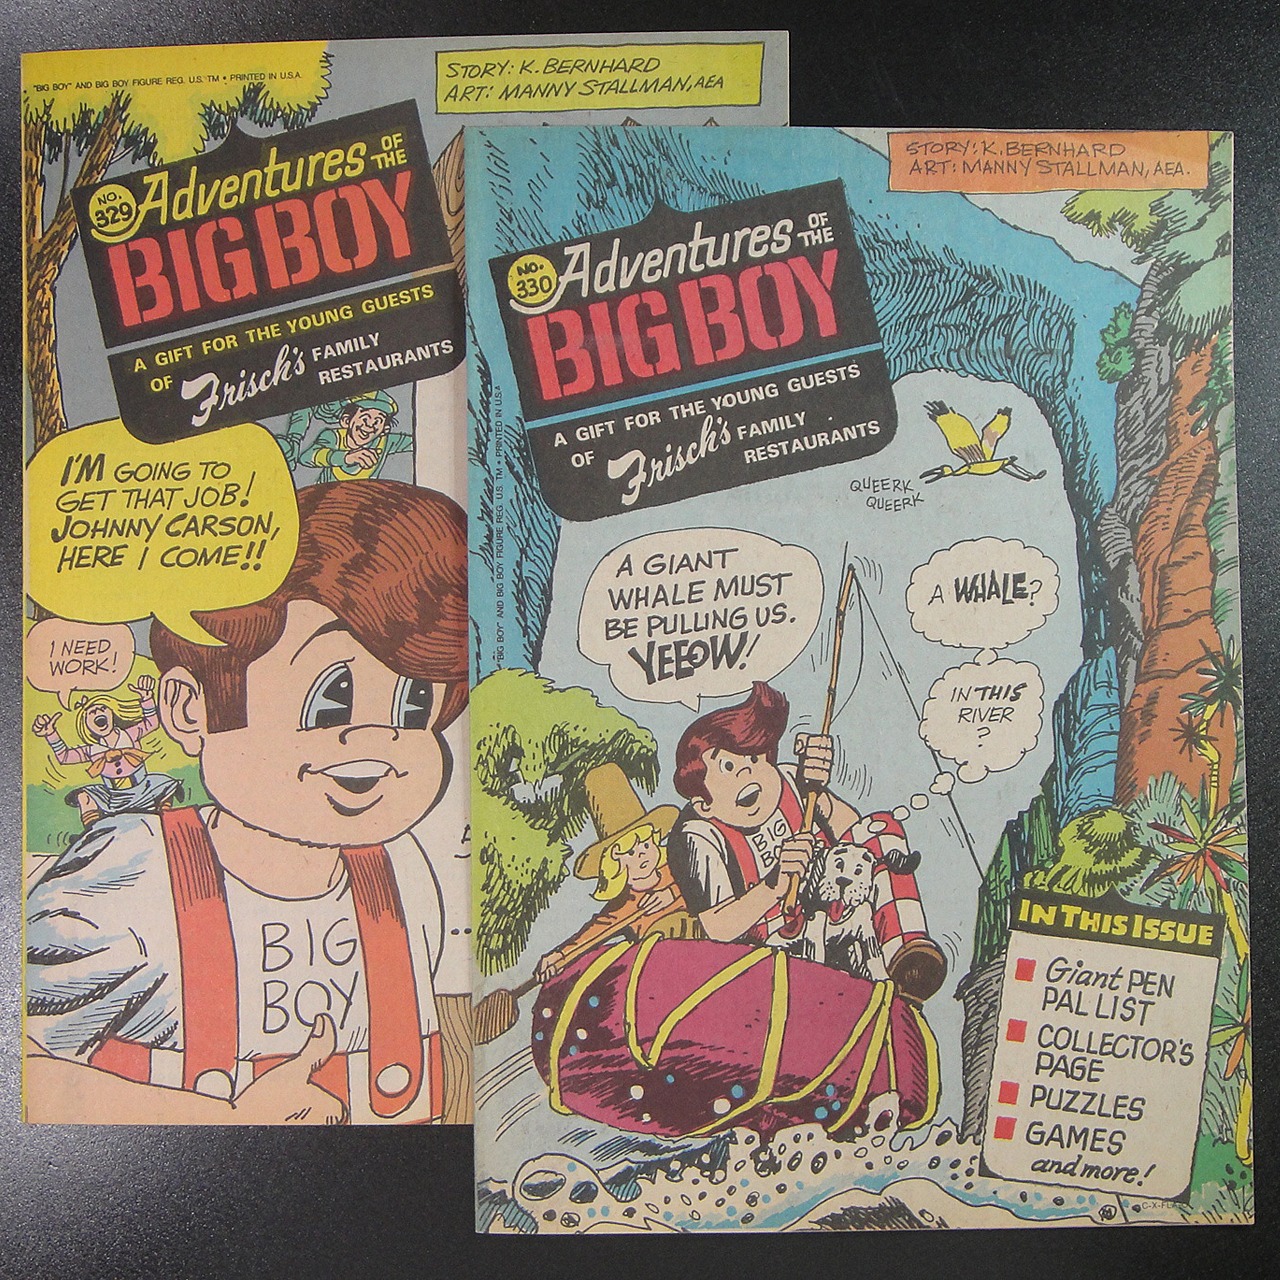 "BIG BOY" AND BIG BOY FIGURE REG. U.S. TM • PRINTED IN U.S.A.
STORY: K. BERNHARD
ART: MANNY STALLMAN, AEA
NO. 329
Adventures OF THE
BIG BOY
A GIFT FOR THE YOUNG GUESTS
OF Frisch's FAMILY
RESTAURANTS
I'M GOING TO
GET THAT JOB!
JOHNNY CARSON,
HERE I COME!!
I NEED
WORK!
BIG
BOY
STORY: K. BERNHARD
ART: MANNY STALLMAN, AEA.
NO. 330
Adventures OF THE
BIG BOY
A GIFT FOR THE YOUNG GUESTS
OF Frisch's FAMILY
RESTAURANTS
"BIG BOY" AND BIG BOY FIGURE REG. U.S. TM • PRINTED IN U.S.A
QUEERK
QUEERK
A GIANT
WHALE MUST
BE PULLING US.
YEEOW!
A WHALE?
IN THIS
RIVER
?
BIG
B
IN THIS ISSUE
Giant PEN
PAL LIST
COLLECTOR'S
PAGE
PUZZLES
GAMES
and more!